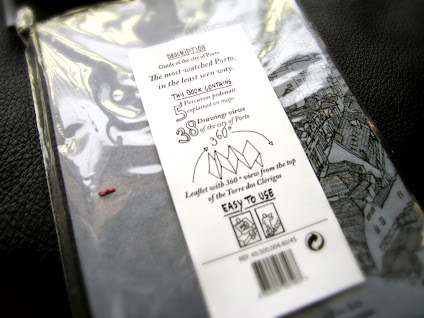 DESCRIPTION
Guide of the city of Porto
The most watched Porto,
in the least seen way.
THIS BOOK CONTAINS
5 Percursos pedonais
explained on maps
38 Drawings views
of the city of Porto
360°
Leaflet with 360° view from the top
of the Torre dos Clérigos
EASY TO USE